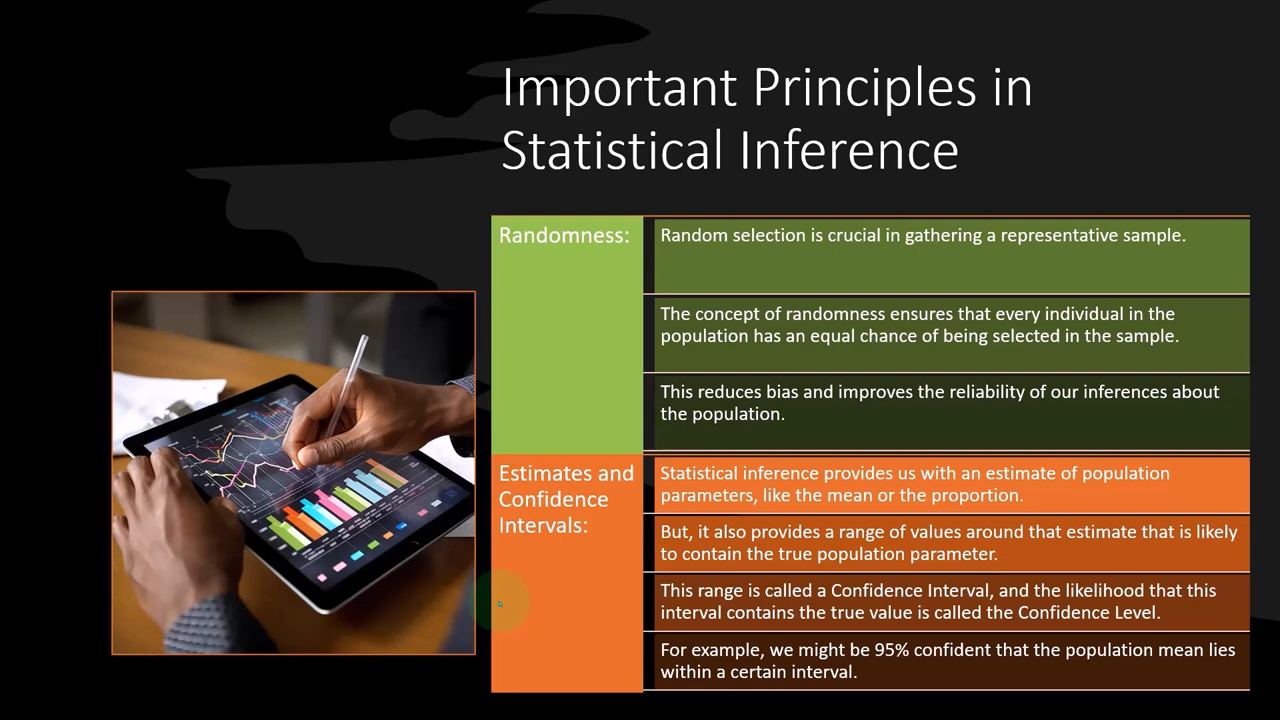 Important Principles in
Statistical Inference
Randomness:
Random selection is crucial in gathering a representative sample.
The concept of randomness ensures that every individual in the
population has an equal chance of being selected in the sample.
This reduces bias and improves the reliability of our inferences about
the population.
Estimates and
Confidence
Intervals:
Statistical inference provides us with an estimate of population
parameters, like the mean or the proportion.
But, it also provides a range of values around that estimate that is likely
to contain the true population parameter.
This range is called a Confidence Interval, and the likelihood that this
interval contains the true value is called the Confidence Level.
For example, we might be 95% confident that the population mean lies
within a certain interval.